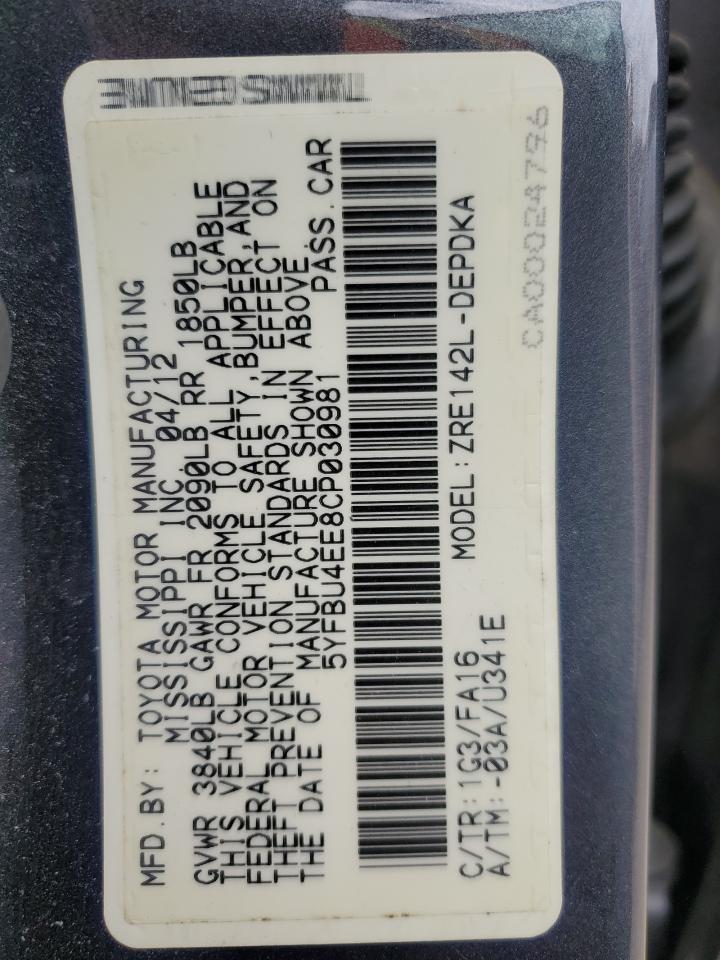 MFD.BY: TOYOTA MOTOR MANUFACTURING
MISSISSIPPI INC. 04/12
GVWR 3840LB GAWR FR 2090LB RR 1850LB
THIS VEHICLE CONFORMS TO ALL APPLICABLE
FEDERAL MOTOR VEHICLE SAFETY,BUMPER,AND
THEFT PREVENTION STANDARDS IN EFFECT ON
THE DATE OF MANUFACTURE SHOWN ABOVE.
5YFBU4EE8CP030981 PASS.CAR
C/TR:1G3/FA16 MODEL:ZRE142L-DEPDKA
A/TM:-03A/U341E
CA00024796